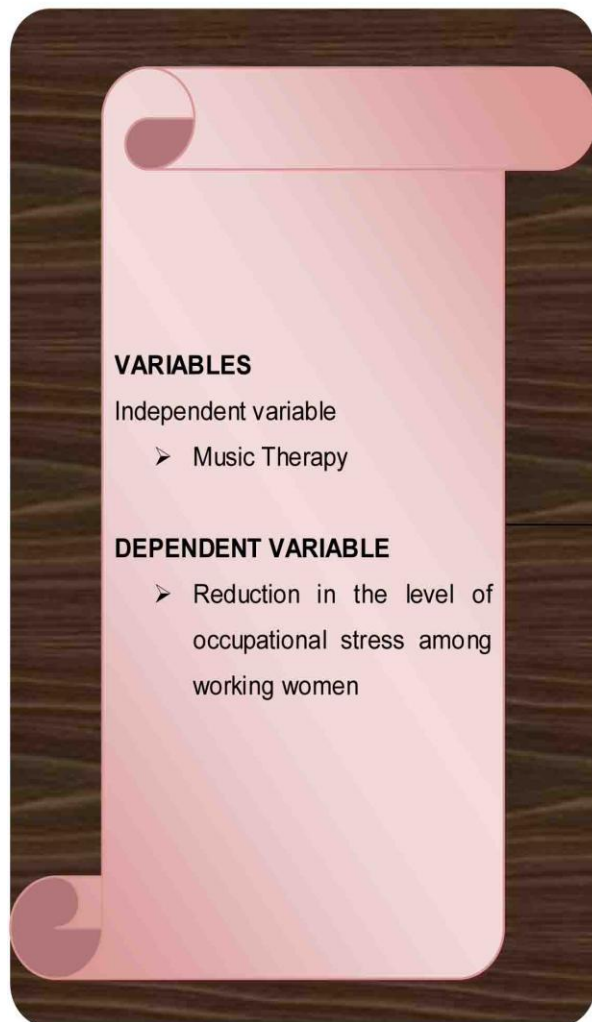 VARIABLES
Independent variable
➢ Music Therapy
DEPENDENT VARIABLE
➢ Reduction in the level of
occupational stress among
working women